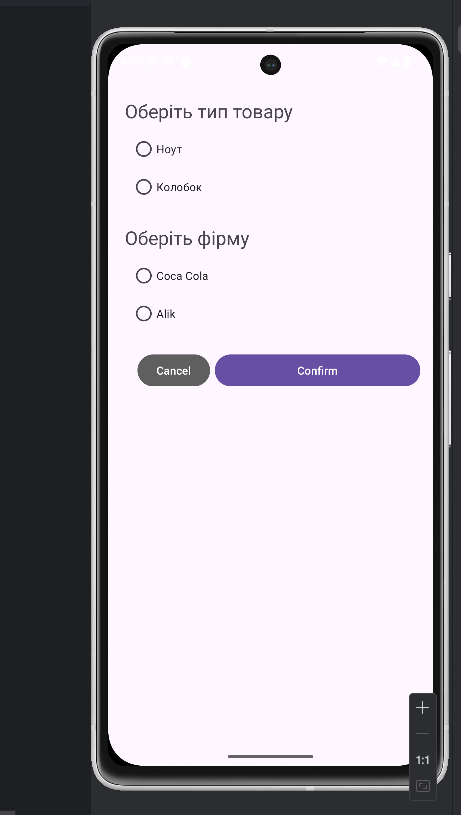 Оберіть тип товару
Ноут
Колобок
Оберіть фірму
Coca Cola
Alik
Cancel Confirm
1:1